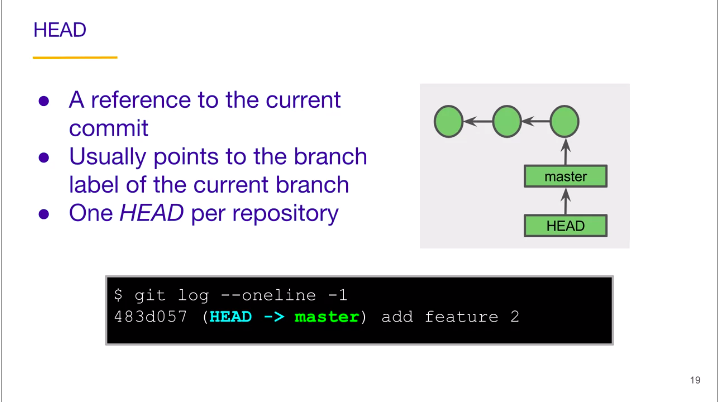 HEAD
● A reference to the current
commit
● Usually points to the branch
label of the current branch
● One HEAD per repository
master
HEAD
$ git log --oneline -1
483d057 (HEAD -> master) add feature 2
19